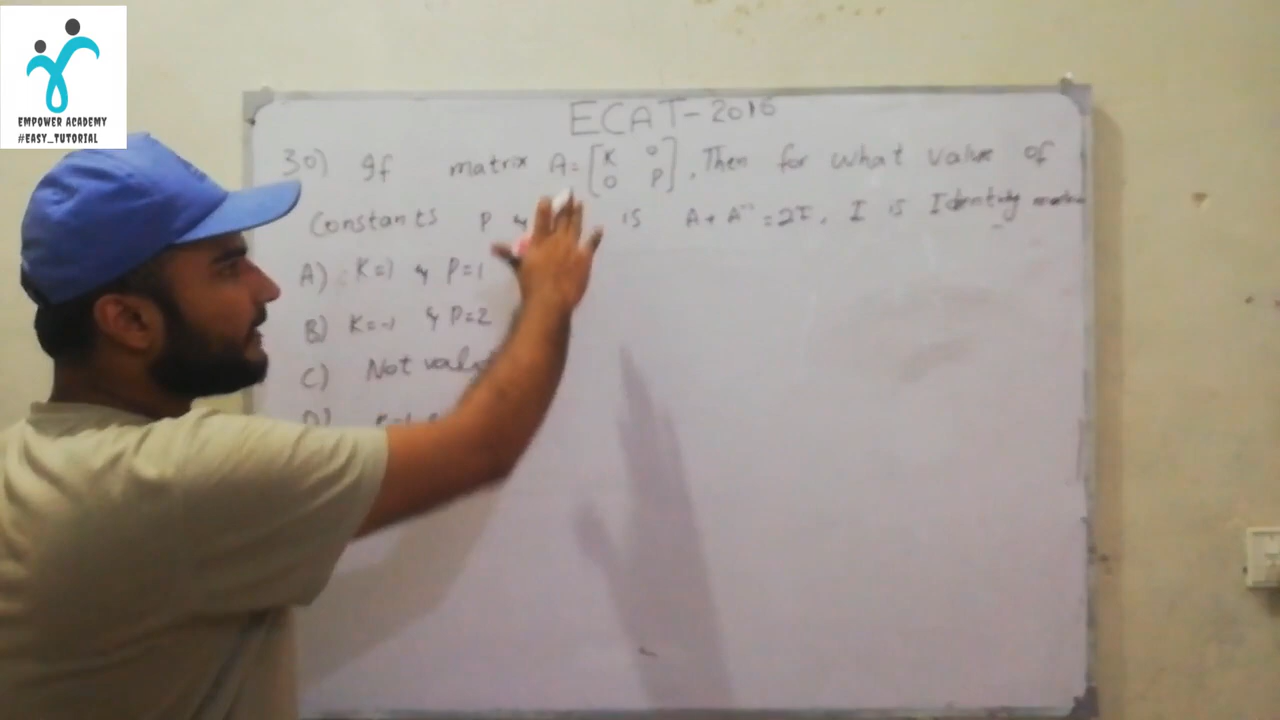 EMPOWER ACADEMY
#EASY_TUTORIAL
ECAT-2016
30) If matrix A=[K 0
0 P], Then for what value of
Constants P is A+A⁻¹=2I. I is Identity matrix
A) K=1 & P=1
B) K=-1 & P=2
C) Not
D)